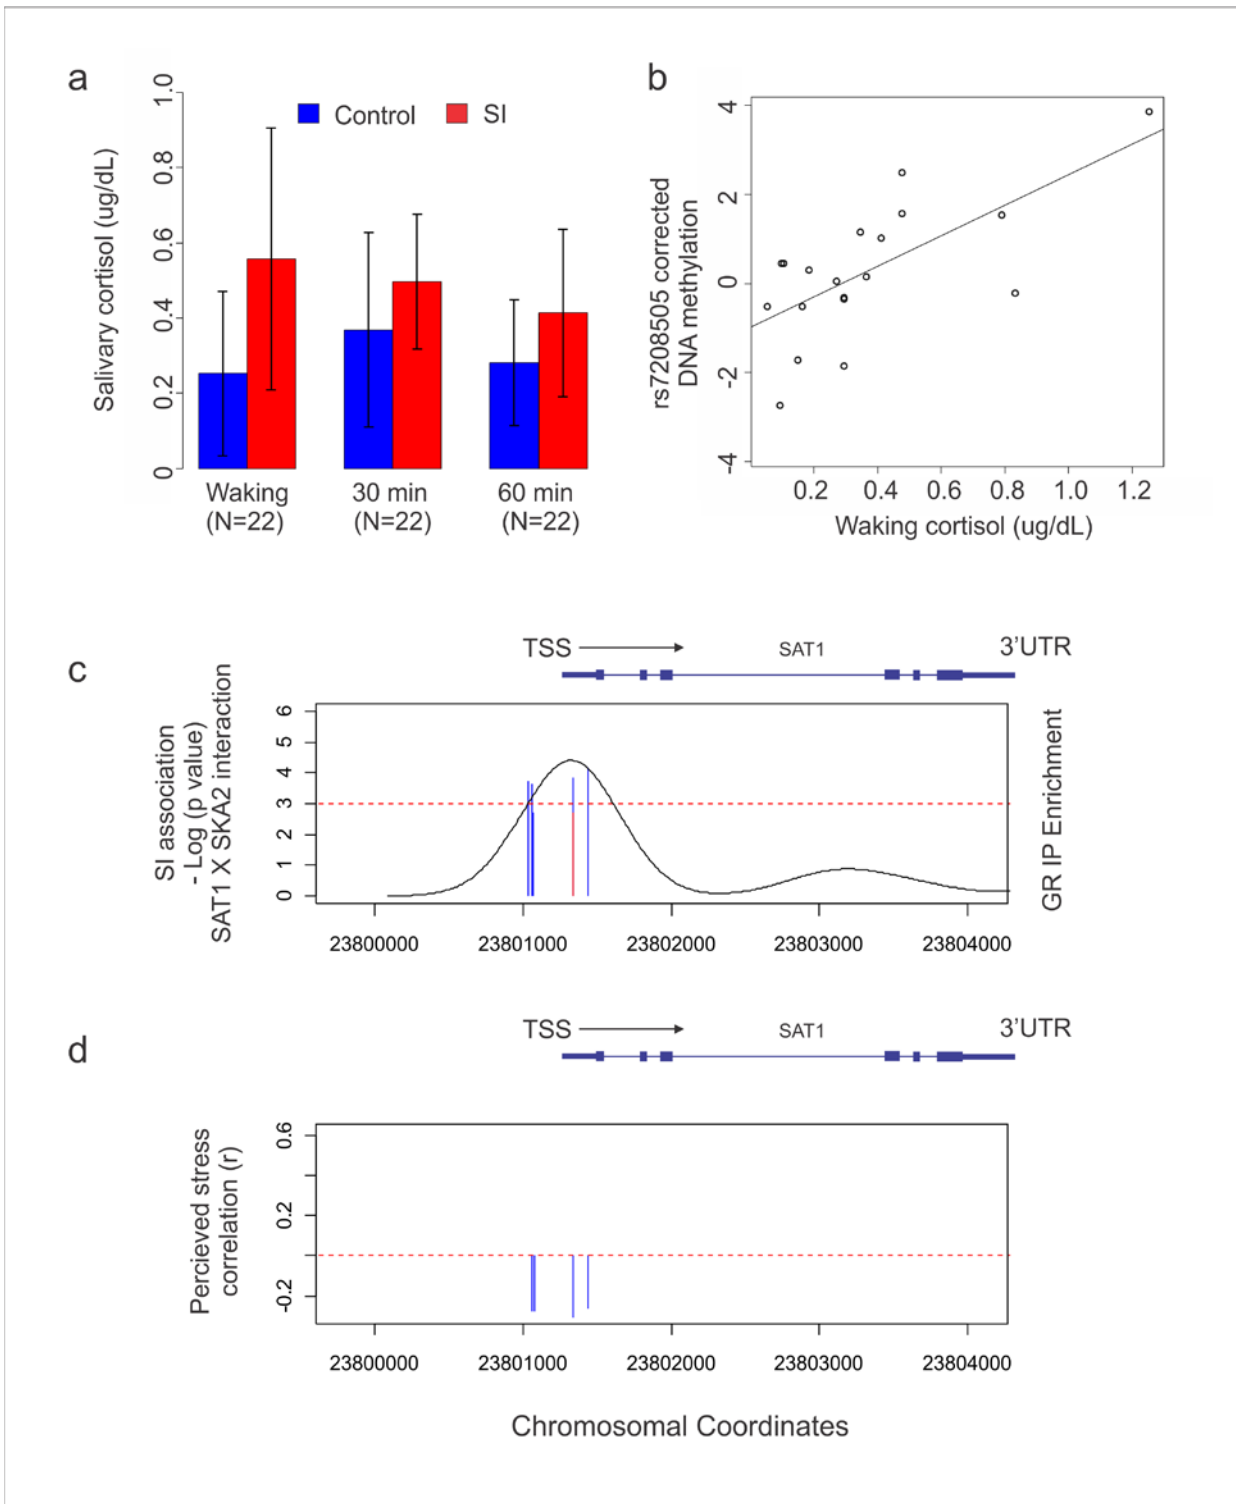 a
1.0
0.8
0.6
0.4
0.2
0
Salivary cortisol (ug/dL)
Control
SI
Waking
(N=22)
30 min
(N=22)
60 min
(N=22)
b
4
2
0
-2
-4
rs7208505 corrected
DNA methylation
0.2 0.4 0.6 0.8 1.0 1.2
Waking cortisol (ug/dL)
c
TSS
SAT1
3'UTR
SI association
- Log (p value)
SAT1 X SKA2 interaction
6
5
4
3
2
1
0
GR IP Enrichment
23800000 23801000 23802000 23803000 23804000
d
TSS
SAT1
3'UTR
Percieved stress
correlation (r)
0.6
0.2
-0.2
23800000 23801000 23802000 23803000 23804000
Chromosomal Coordinates